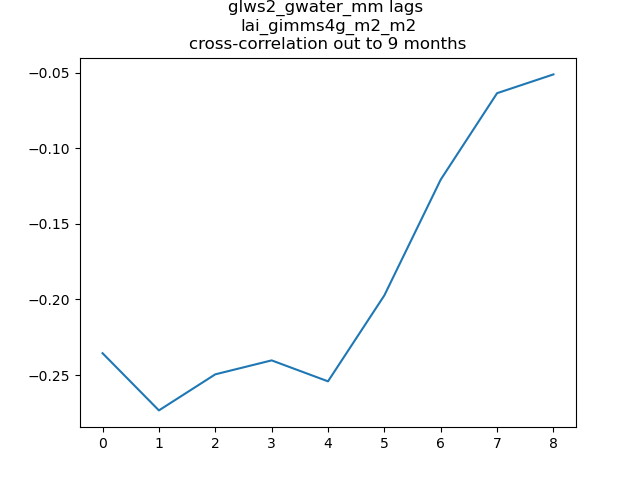 glws2_gwater_mm lags
lai_gimms4g_m2_m2
cross-correlation out to 9 months
−0.05
−0.10
−0.15
−0.20
−0.25
0 1 2 3 4 5 6 7 8